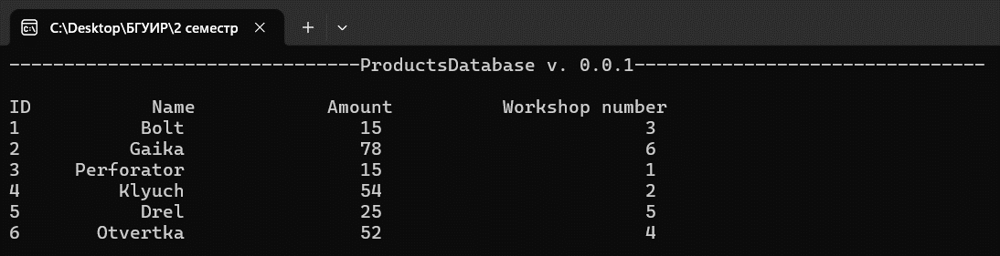 C:\Desktop\БГУИР\2 семестр
--------------------------------ProductsDatabase v. 0.0.1--------------------------------
ID Name Amount Workshop number
1 Bolt 15 3
2 Gaika 78 6
3 Perforator 15 1
4 Klyuch 54 2
5 Drel 25 5
6 Otvertka 52 4